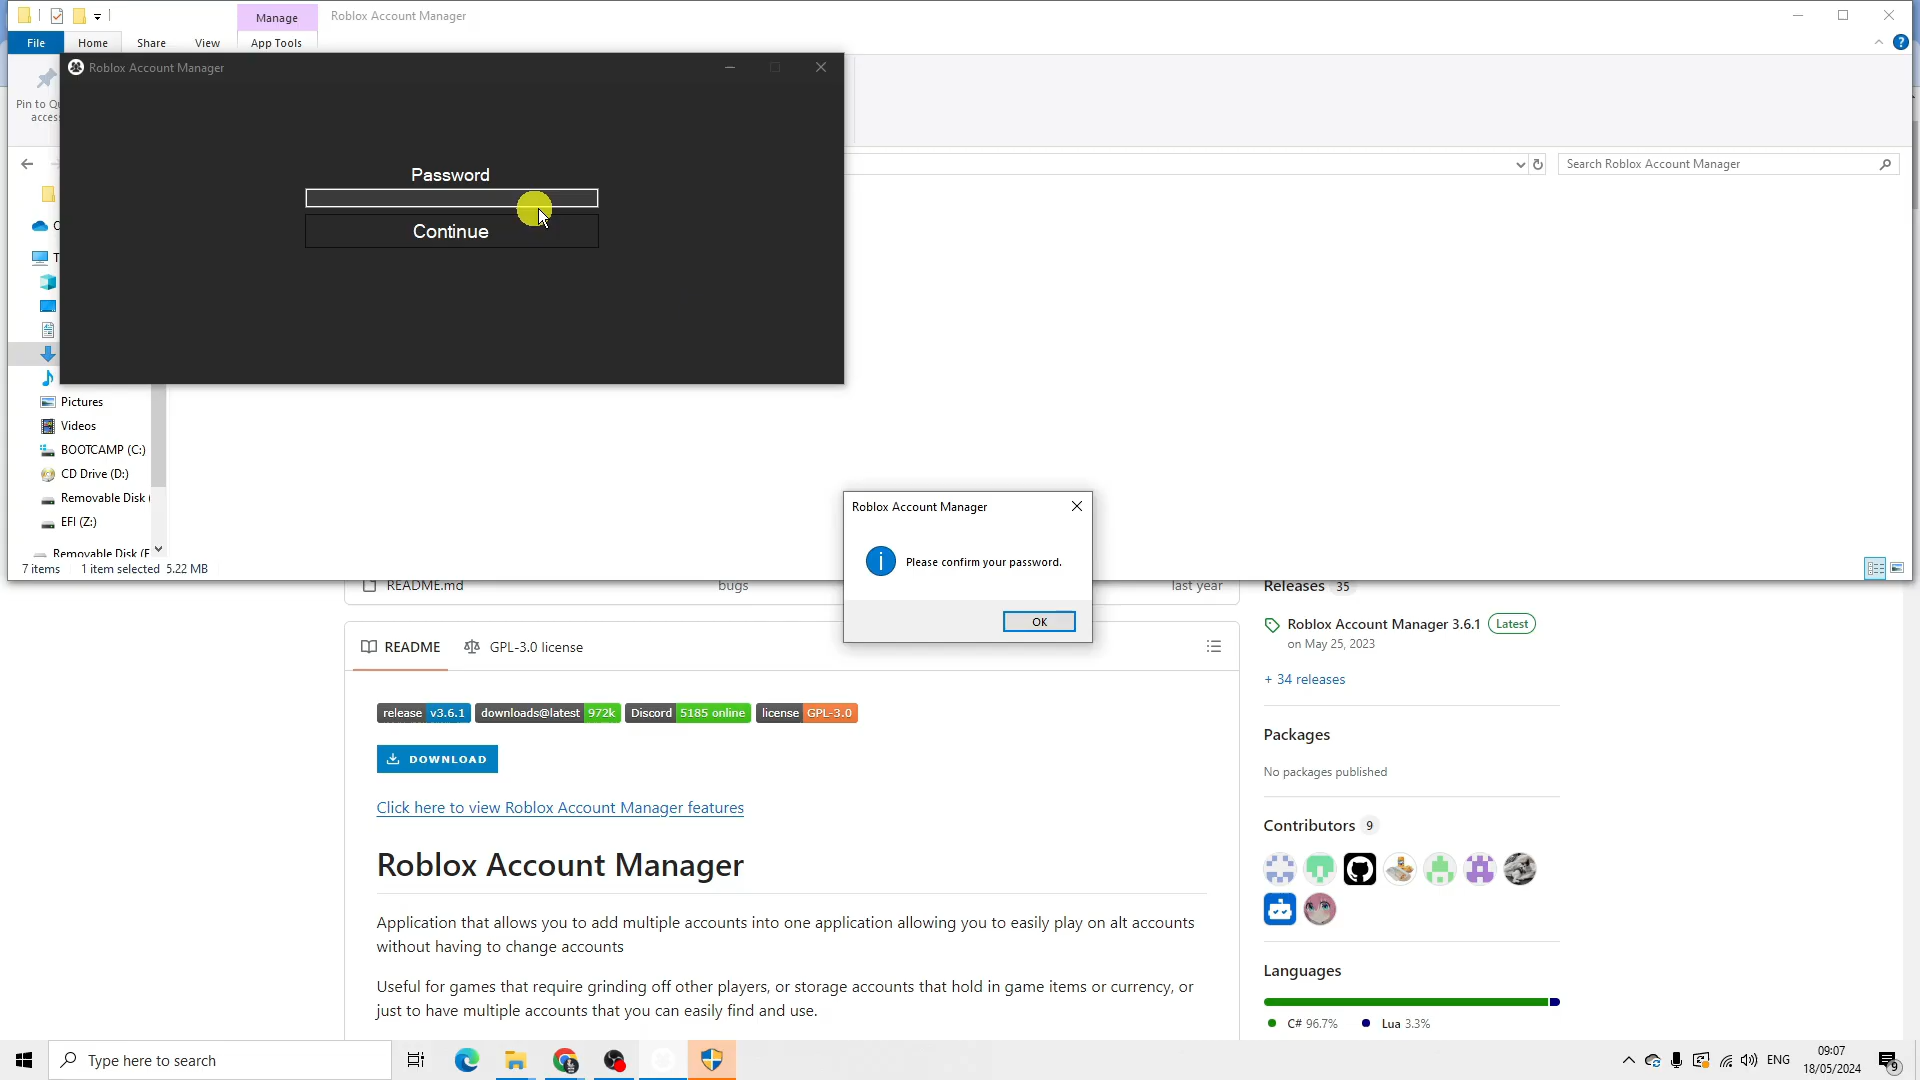 Manage
Roblox Account Manager
File
Home
Share
View
App Tools
Roblox Account Manager
Search Roblox Account Manager
Password
Continue
Pictures
Videos
BOOTCAMP (C:)
CD Drive (D:)
Removable Disk (
EFI (Z:)
7 items
1 item selected 5.22 MB
Roblox Account Manager
Please confirm your password.
OK
README.md
bugs
last year
README
GPL-3.0 license
release v3.6.1
downloads@latest 972k
Discord 5185 online
license GPL-3.0
DOWNLOAD
Click here to view Roblox Account Manager features
Roblox Account Manager
Application that allows you to add multiple accounts into one application allowing you to easily play on alt accounts
without having to change accounts
Useful for games that require grinding off other players, or storage accounts that hold in game items or currency, or
just to have multiple accounts that you can easily find and use.
Releases 35
Roblox Account Manager 3.6.1 Latest
on May 25, 2023
+ 34 releases
Packages
No packages published
Contributors 9
Languages
C# 96.7%
Lua 3.3%
Type here to search
ENG
09:07
18/05/2024
9